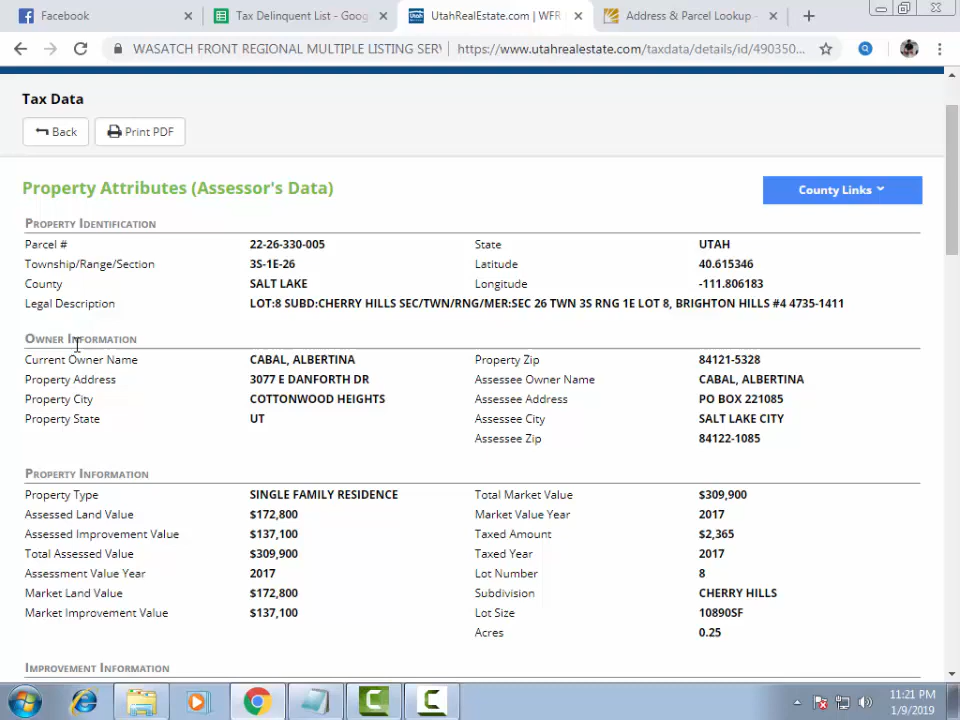 Facebook
Tax Delinquent List - Goog
UtahRealEstate.com | WFR
Address & Parcel Lookup -
WASATCH FRONT REGIONAL MULTIPLE LISTING SERV
https://www.utahrealestate.com/taxdata/details/id/490350...
Tax Data
Back
Print PDF
Property Attributes (Assessor's Data)
County Links
PROPERTY IDENTIFICATION
Parcel # 22-26-330-005 State UTAH
Township/Range/Section 3S-1E-26 Latitude 40.615346
County SALT LAKE Longitude -111.806183
Legal Description LOT:8 SUBD:CHERRY HILLS SEC/TWN/RNG/MER:SEC 26 TWN 3S RNG 1E LOT 8, BRIGHTON HILLS #4 4735-1411
OWNER INFORMATION
Current Owner Name CABAL, ALBERTINA Property Zip 84121-5328
Property Address 3077 E DANFORTH DR Assessee Owner Name CABAL, ALBERTINA
Property City COTTONWOOD HEIGHTS Assessee Address PO BOX 221085
Property State UT Assessee City SALT LAKE CITY
Assessee Zip 84122-1085
PROPERTY INFORMATION
Property Type SINGLE FAMILY RESIDENCE Total Market Value $309,900
Assessed Land Value $172,800 Market Value Year 2017
Assessed Improvement Value $137,100 Taxed Amount $2,365
Total Assessed Value $309,900 Taxed Year 2017
Assessment Value Year 2017 Lot Number 8
Market Land Value $172,800 Subdivision CHERRY HILLS
Market Improvement Value $137,100 Lot Size 10890SF
Acres 0.25
IMPROVEMENT INFORMATION
11:21 PM
1/9/2019